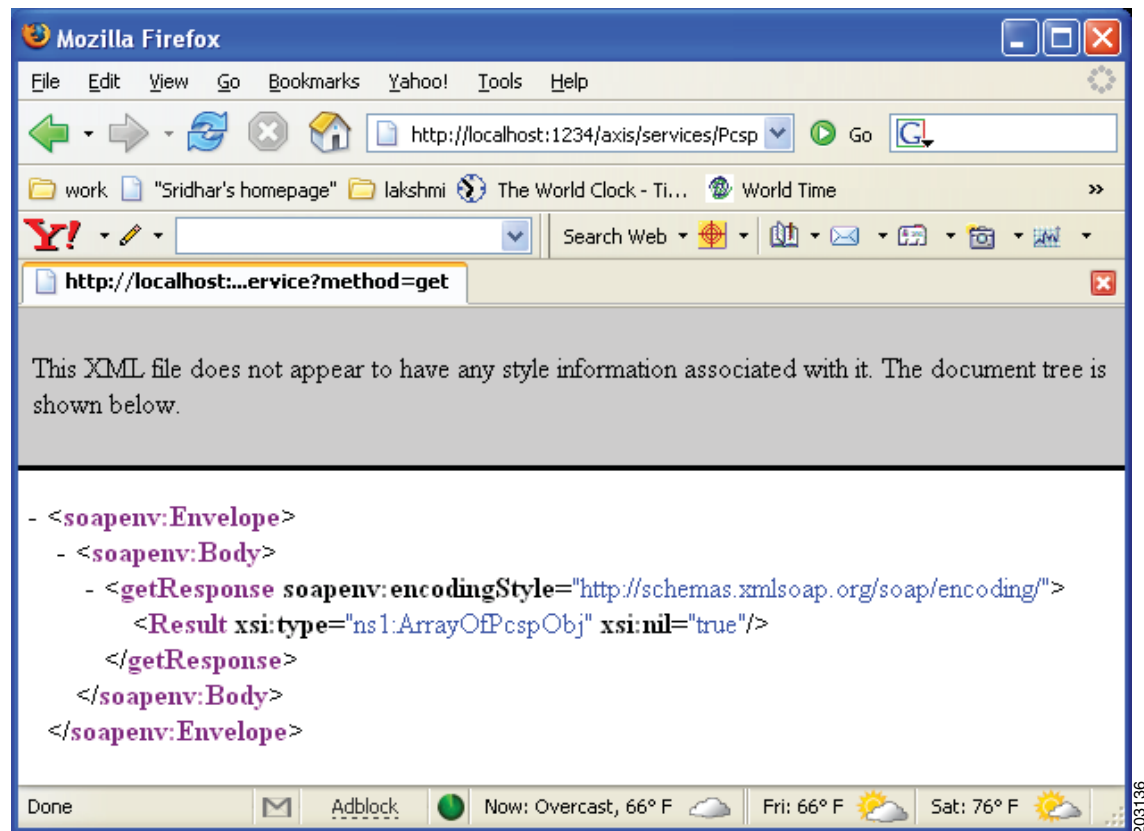 Mozilla Firefox
File Edit View Go Bookmarks Yahoo! Tools Help
http://localhost:1234/axis/services/Pcsp Go G
work "Sridhar's homepage" lakshmi The World Clock - Ti... World Time »
Y! Search Web
http://localhost:...ervice?method=get
This XML file does not appear to have any style information associated with it. The document tree is
shown below.
- <soapenv:Envelope>
- <soapenv:Body>
- <getResponse soapenv:encodingStyle="http://schemas.xmlsoap.org/soap/encoding/">
<Result xsi:type="ns1:ArrayOfPcspObj" xsi:nil="true"/>
</getResponse>
</soapenv:Body>
</soapenv:Envelope>
Done Adblock Now: Overcast, 66° F Fri: 66° F Sat: 76° F
203136